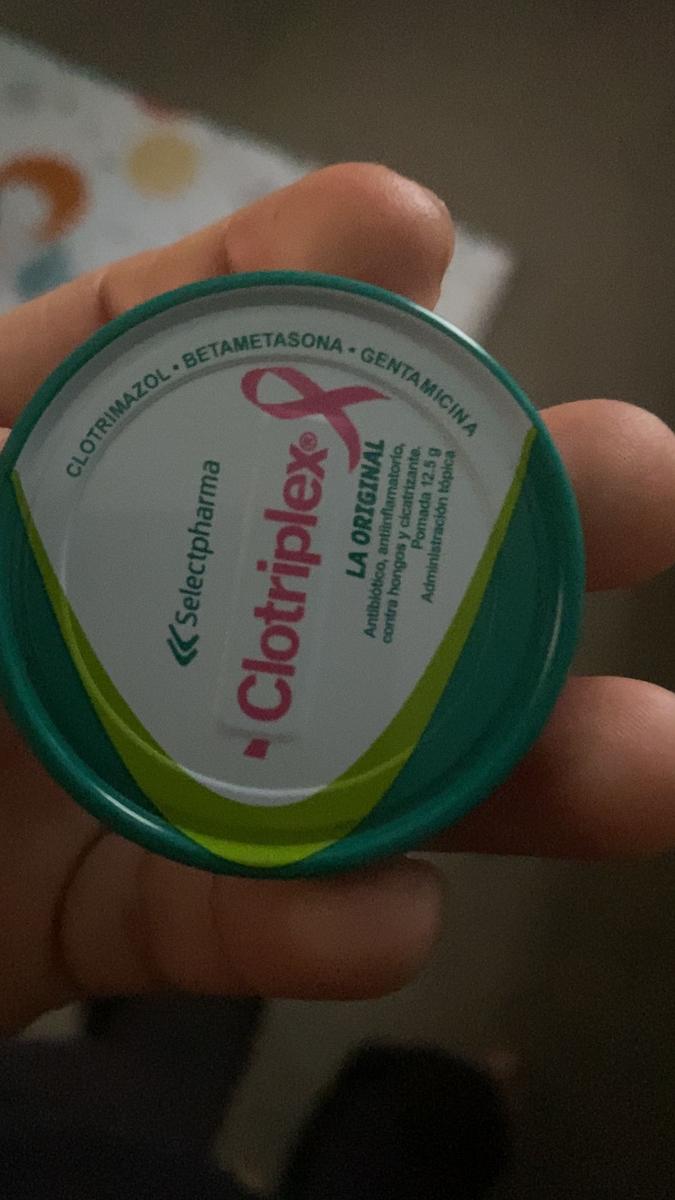 CLOTRIMAZOL • BETAMETASONA • GENTAMICINA
Selectpharma
Clotriplex®
LA ORIGINAL
Antibiótico, antiinflamatorio,
contra hongos y cicatrizante.
Pomada 12.5 g
Administración tópica